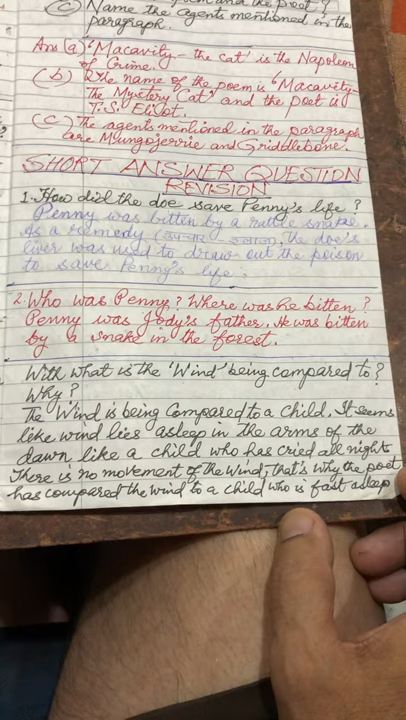 (c) Name the agents mentioned in the
paragraph.
Ans (a) 'Macavity – the cat' is the Napoleon
of Crime.
(b) The name of the poem is "Macavity–
The Mystery Cat" and the poet is
T.S. Eliot.
(c) The agents mentioned in the paragraph
are Mungojerrie and Griddlebone.
SHORT ANSWER QUESTION
REVISION
1. How did the doe save Penny's life?
Penny was bitten by a rattle snake.
As a remedy (उपचार, the doe's
liver was used to draw out the poison
to save Penny's life.
2. Who was Penny? Where was he bitten?
Penny was Jody's father. He was bitten
by a snake in the forest.
With what is the 'Wind' being compared to?
Why?
The Wind is being Compared to a child. It seems
like wind lies asleep in the arms of the
dawn like a child who has cried all night
There is no movement of the wind, that's why the poet
has compared the wind to a child who is fast asleep